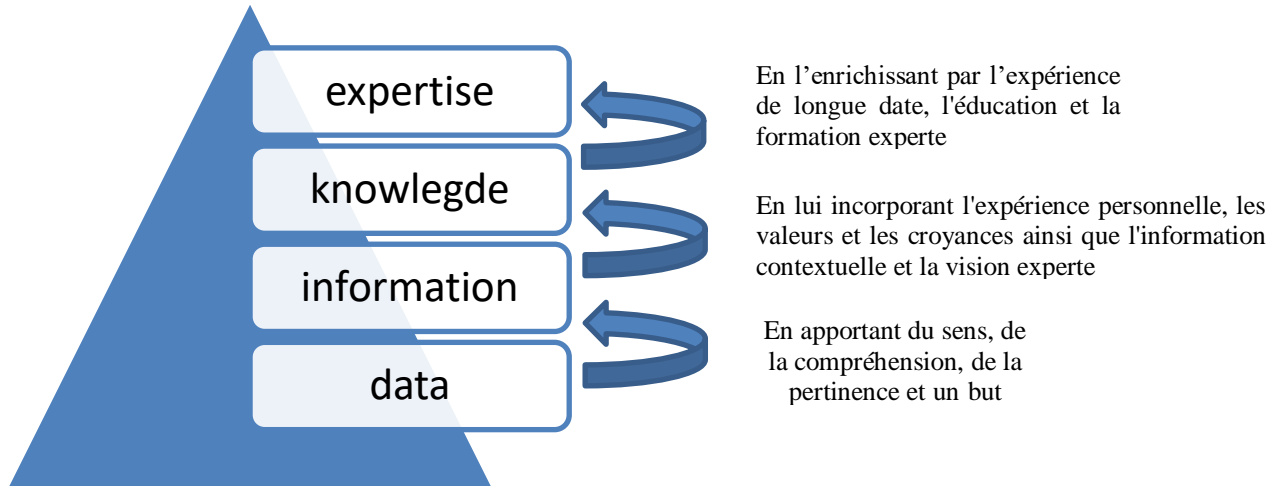 expertise
En l’enrichissant par l’expérience
de longue date, l'éducation et la
formation experte
knowlegde
En lui incorporant l'expérience personnelle, les
valeurs et les croyances ainsi que l'information
contextuelle et la vision experte
information
En apportant du sens, de
la compréhension, de la
pertinence et un but
data